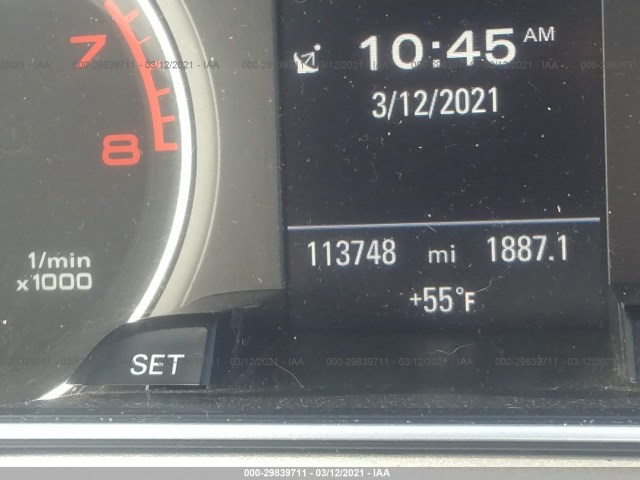 7
8
1/min
x1000
SET
10:45 AM
3/12/2021
113748 mi 1887.1
+55°F
000-29839711 - 03/12/2021 - IAA